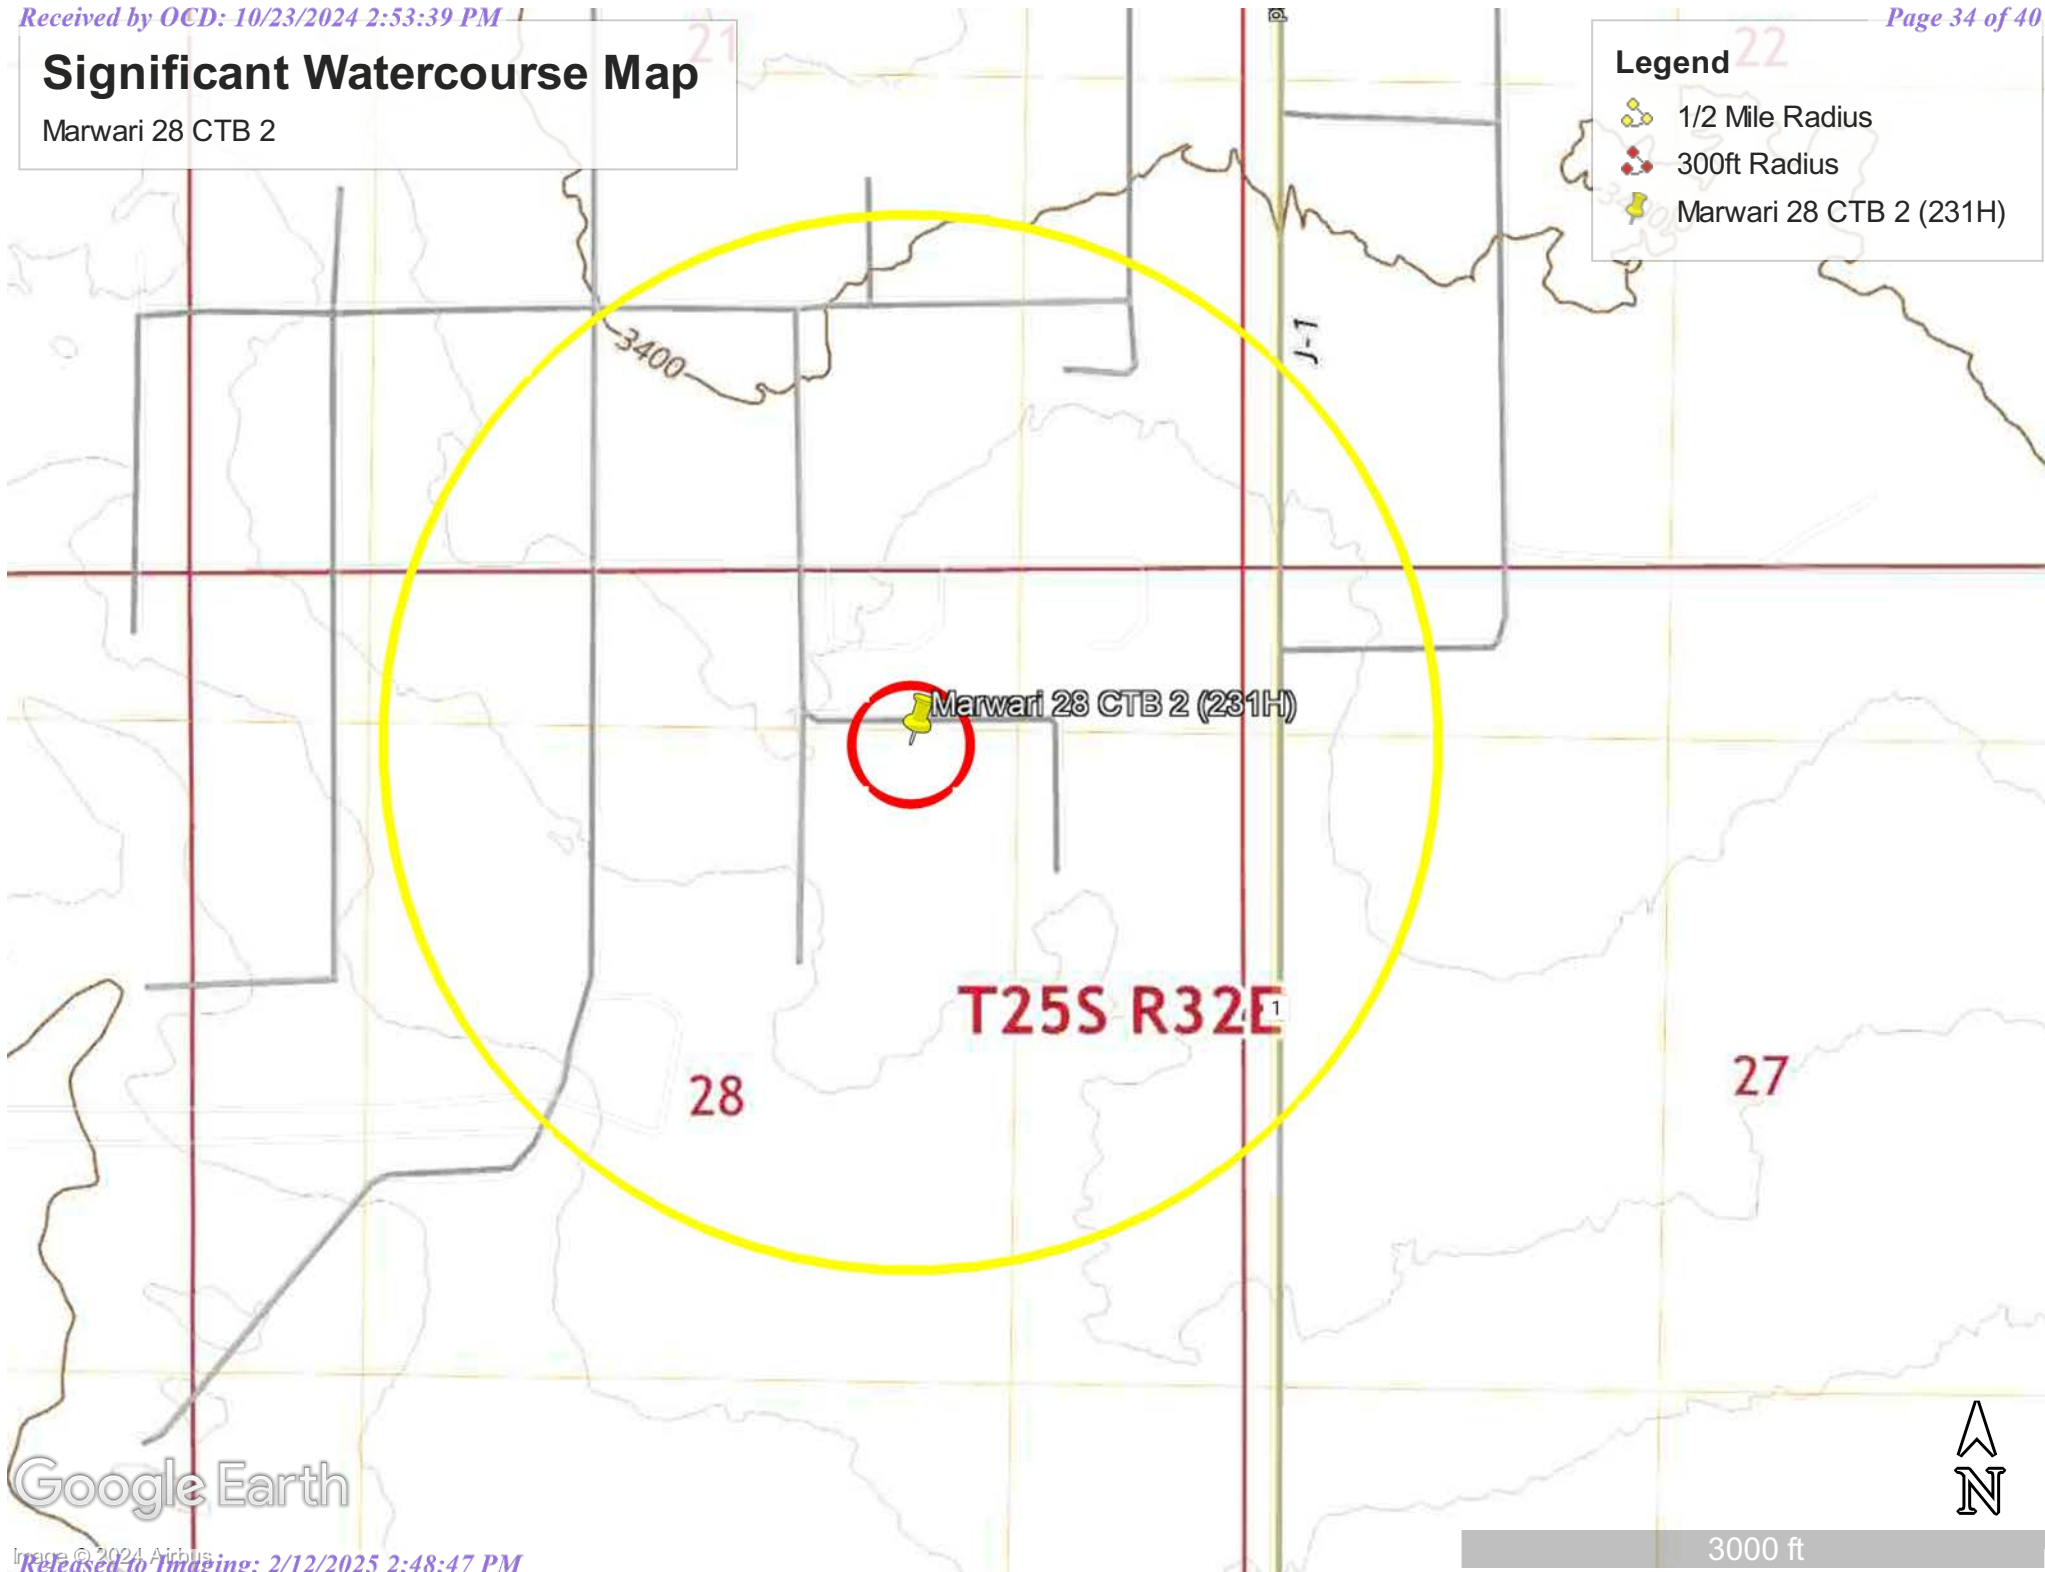 Received by OCD: 10/23/2024 2:53:39 PM
Page 34 of 40
Significant Watercourse Map
Marwari 28 CTB 2
21
22
Legend
1/2 Mile Radius
300ft Radius
Marwari 28 CTB 2 (231H)
J-1
3400
Marwari 28 CTB 2 (231H)
T25S R32E
1
28
27
N
Google Earth
3000 ft
Image © 2024 Airbus
Released to Imaging: 2/12/2025 2:48:47 PM